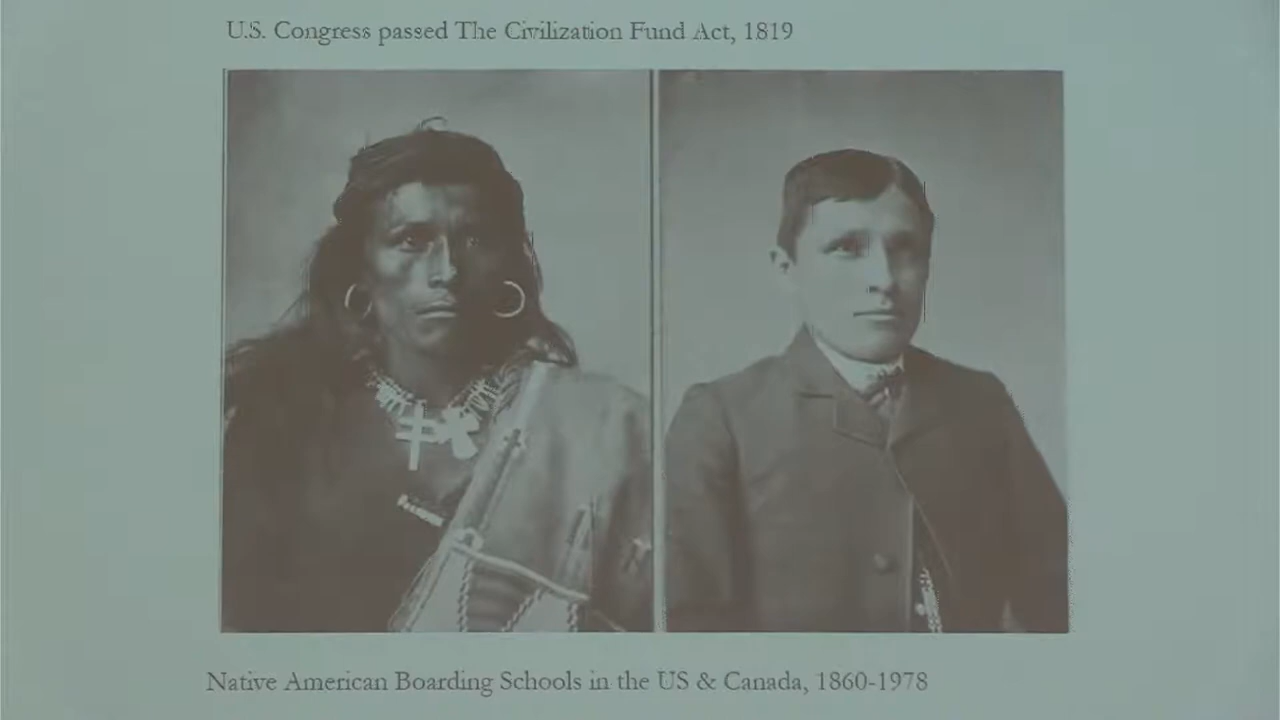 U.S. Congress passed The Civilization Fund Act, 1819
Native American Boarding Schools in the US & Canada, 1860-1978